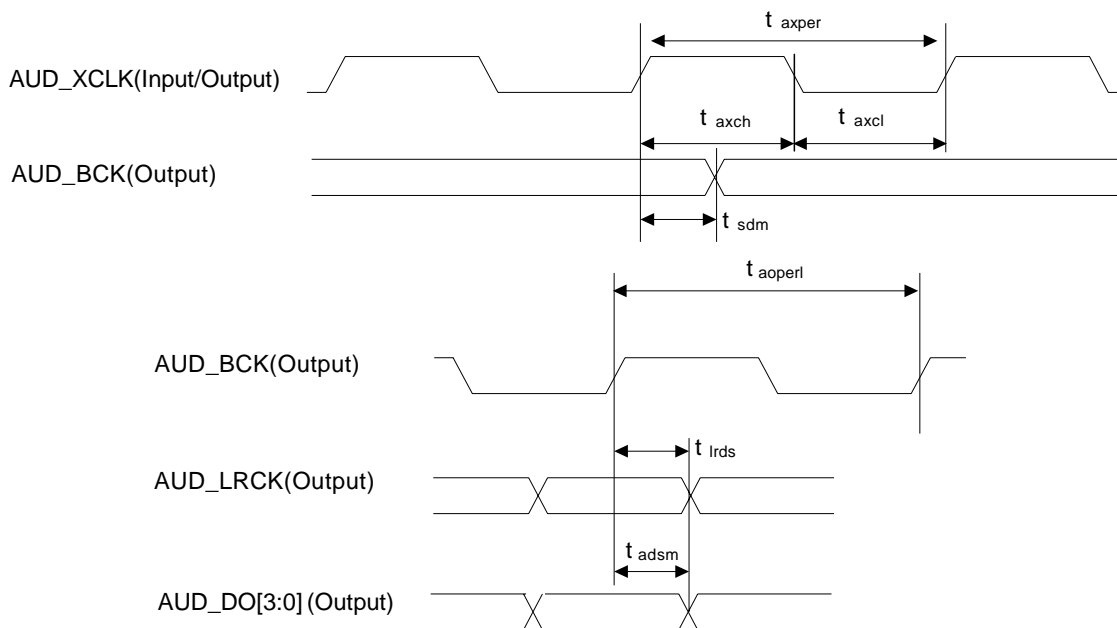 t axper
AUD_XCLK(Input/Output)
t axch
t axcl
AUD_BCK(Output)
t sdm
t aoperl
AUD_BCK(Output)
t lrds
AUD_LRCK(Output)
t adsm
AUD_DO[3:0] (Output)